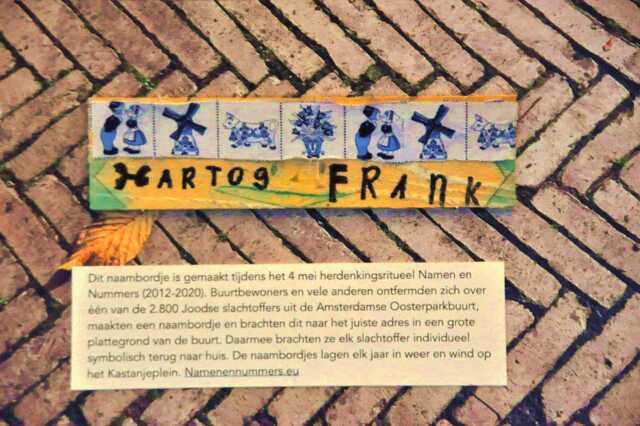 HARTOG FRANK
Dit naambordje is gemaakt tijdens het 4 mei herdenkingsritueel Namen en
Nummers (2012-2020). Buurtbewoners en vele anderen ontfermden zich over
één van de 2.800 Joodse slachtoffers uit de Amsterdamse Oosterparkbuurt,
maakten een naambordje en brachten dit naar het juiste adres in een grote
plattegrond van de buurt. Daarmee brachten ze elk slachtoffer individueel
symbolisch terug naar huis. De naambordjes lagen elk jaar in weer en wind op
het Kastanjeplein. Namenennummers.eu